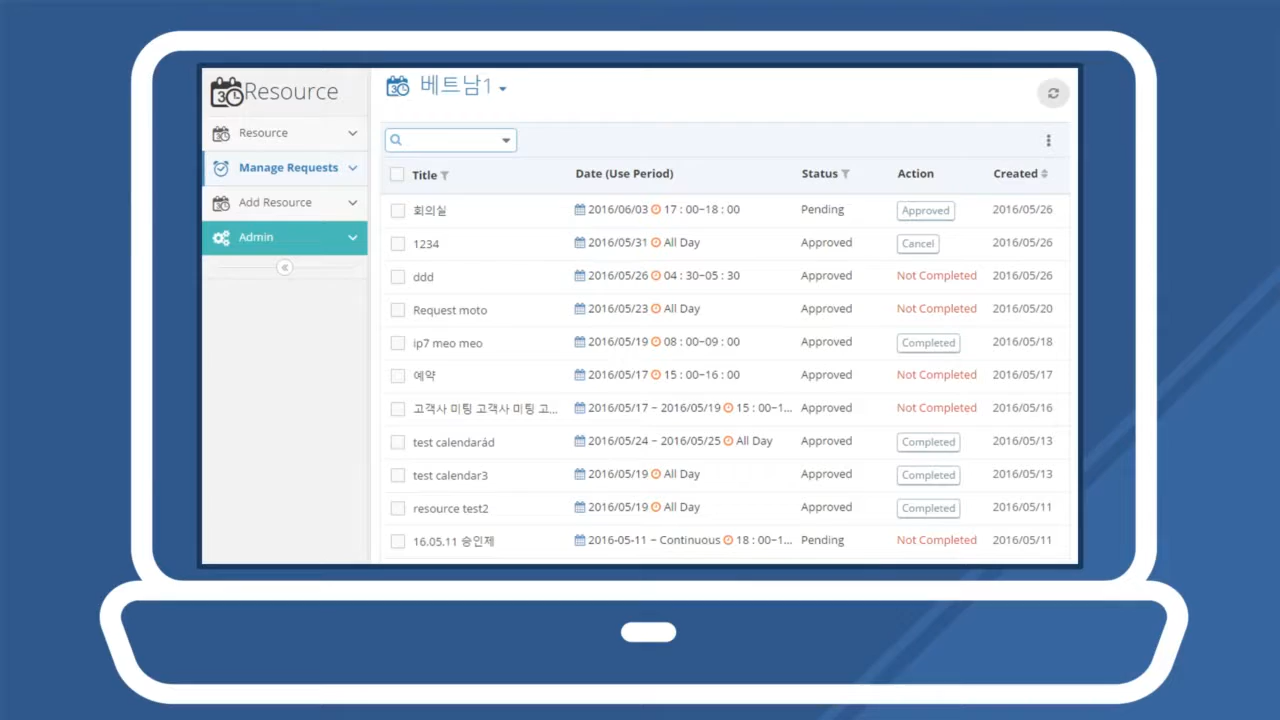 Resource
베트남1
Resource
Manage Requests
Add Resource
Admin
Title Date (Use Period) Status Action Created
회의실 2016/06/03 17 : 00~18 : 00 Pending Approved 2016/05/26
1234 2016/05/31 All Day Approved Cancel 2016/05/26
ddd 2016/05/26 04 : 30~05 : 30 Approved Not Completed 2016/05/26
Request moto 2016/05/23 All Day Approved Not Completed 2016/05/20
ip7 meo meo 2016/05/19 08 : 00~09 : 00 Approved Completed 2016/05/18
예약 2016/05/17 15 : 00~16 : 00 Approved Not Completed 2016/05/17
고객사 미팅 고객사 미팅 고... 2016/05/17 ~ 2016/05/19 15 : 00~1... Approved Not Completed 2016/05/16
test calendarád 2016/05/24 ~ 2016/05/25 All Day Approved Completed 2016/05/13
test calendar3 2016/05/19 All Day Approved Completed 2016/05/13
resource test2 2016/05/19 All Day Approved Completed 2016/05/11
16.05.11 승인제 2016-05-11 ~ Continuous 18 : 00~1... Pending Not Completed 2016/05/11